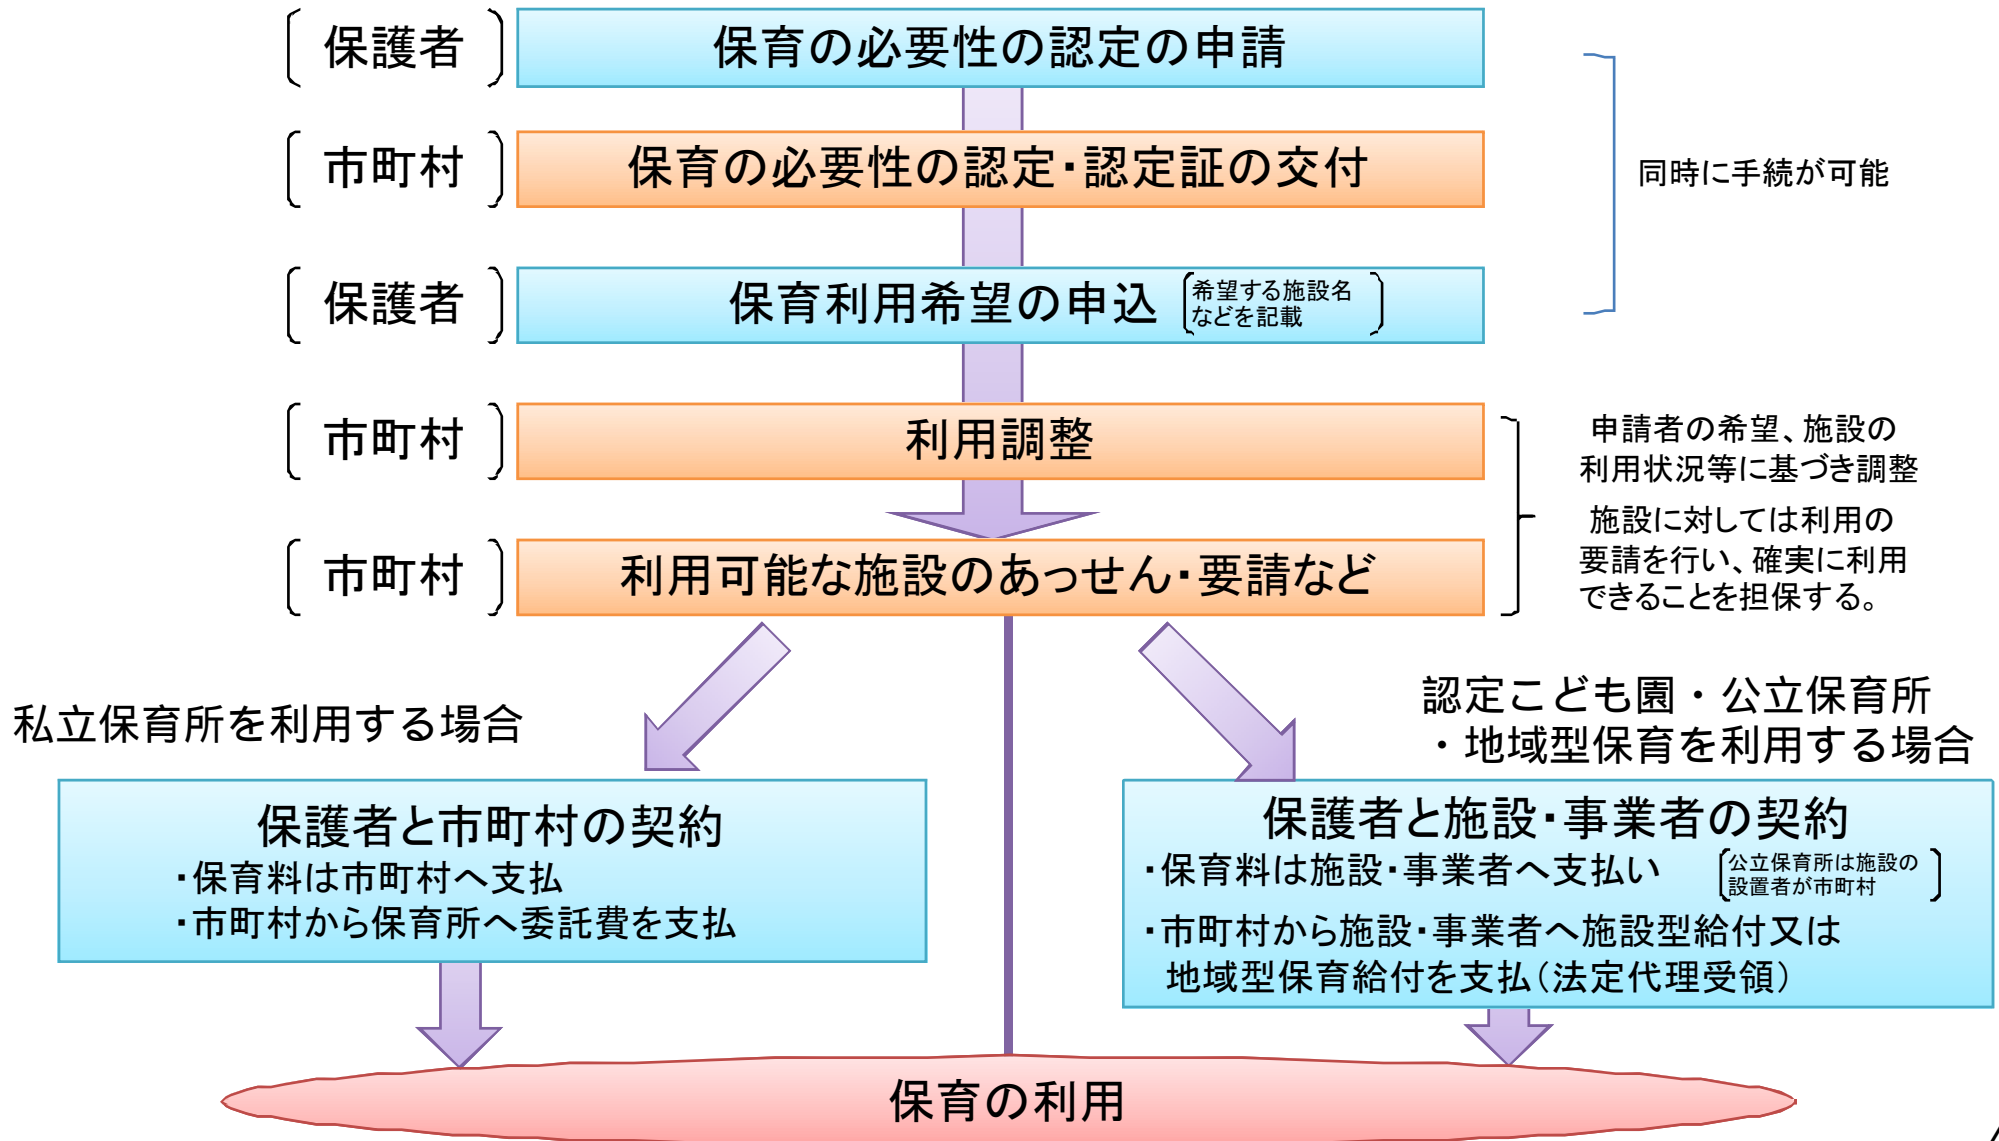 保護者
保育の必要性の認定の申請
市町村
保育の必要性の認定・認定証の交付
同時に手続が可能
保護者
保育利用希望の申込
希望する施設名
などを記載
市町村
利用調整
申請者の希望、施設の
利用状況等に基づき調整
施設に対しては利用の
要請を行い、確実に利用
できることを担保する。
市町村
利用可能な施設のあっせん・要請など
私立保育所を利用する場合
認定こども園・公立保育所
・地域型保育を利用する場合
保護者と市町村の契約
・保育料は市町村へ支払
・市町村から保育所へ委託費を支払
保護者と施設・事業者の契約
・保育料は施設・事業者へ支払い
公立保育所は施設の
設置者が市町村
・市町村から施設・事業者へ施設型給付又は
地域型保育給付を支払(法定代理受領)
保育の利用